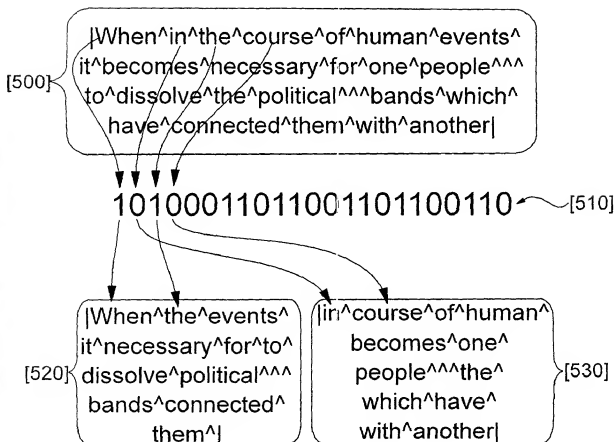 |When^in^the^course^of^human^events^
it^becomes^necessary^for^one^people^^^
[500]
to^dissolve^the^political^^^bands^which^
have^connected^them^with^another|
1010001101100110110​0110
[510]
|When^the^events^
it^necessary^for^to^
[520]
dissolve^political^^^
bands^connected^
them^|
|in^course^of^human^
becomes^one^
people^^^the^
[530]
which^have^
with^another|